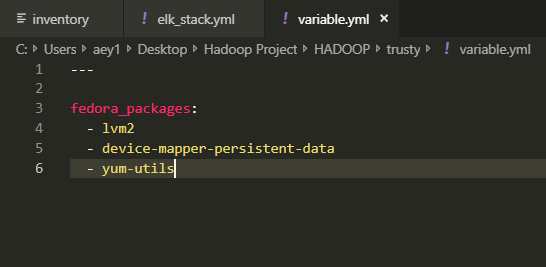 inventory ! elk_stack.yml ! variable.yml ×
C: > Users > aey1 > Desktop > Hadoop Project > HADOOP > trusty > ! variable.yml
1 ---
2
3 fedora_packages:
4 - lvm2
5 - device-mapper-persistent-data
6 - yum-utils